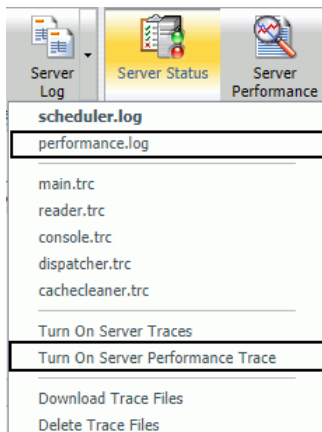 Server Log
Server Status
Server Performance
scheduler.log
performance.log
main.trc
reader.trc
console.trc
dispatcher.trc
cachecleaner.trc
Turn On Server Traces
Turn On Server Performance Trace
Download Trace Files
Delete Trace Files